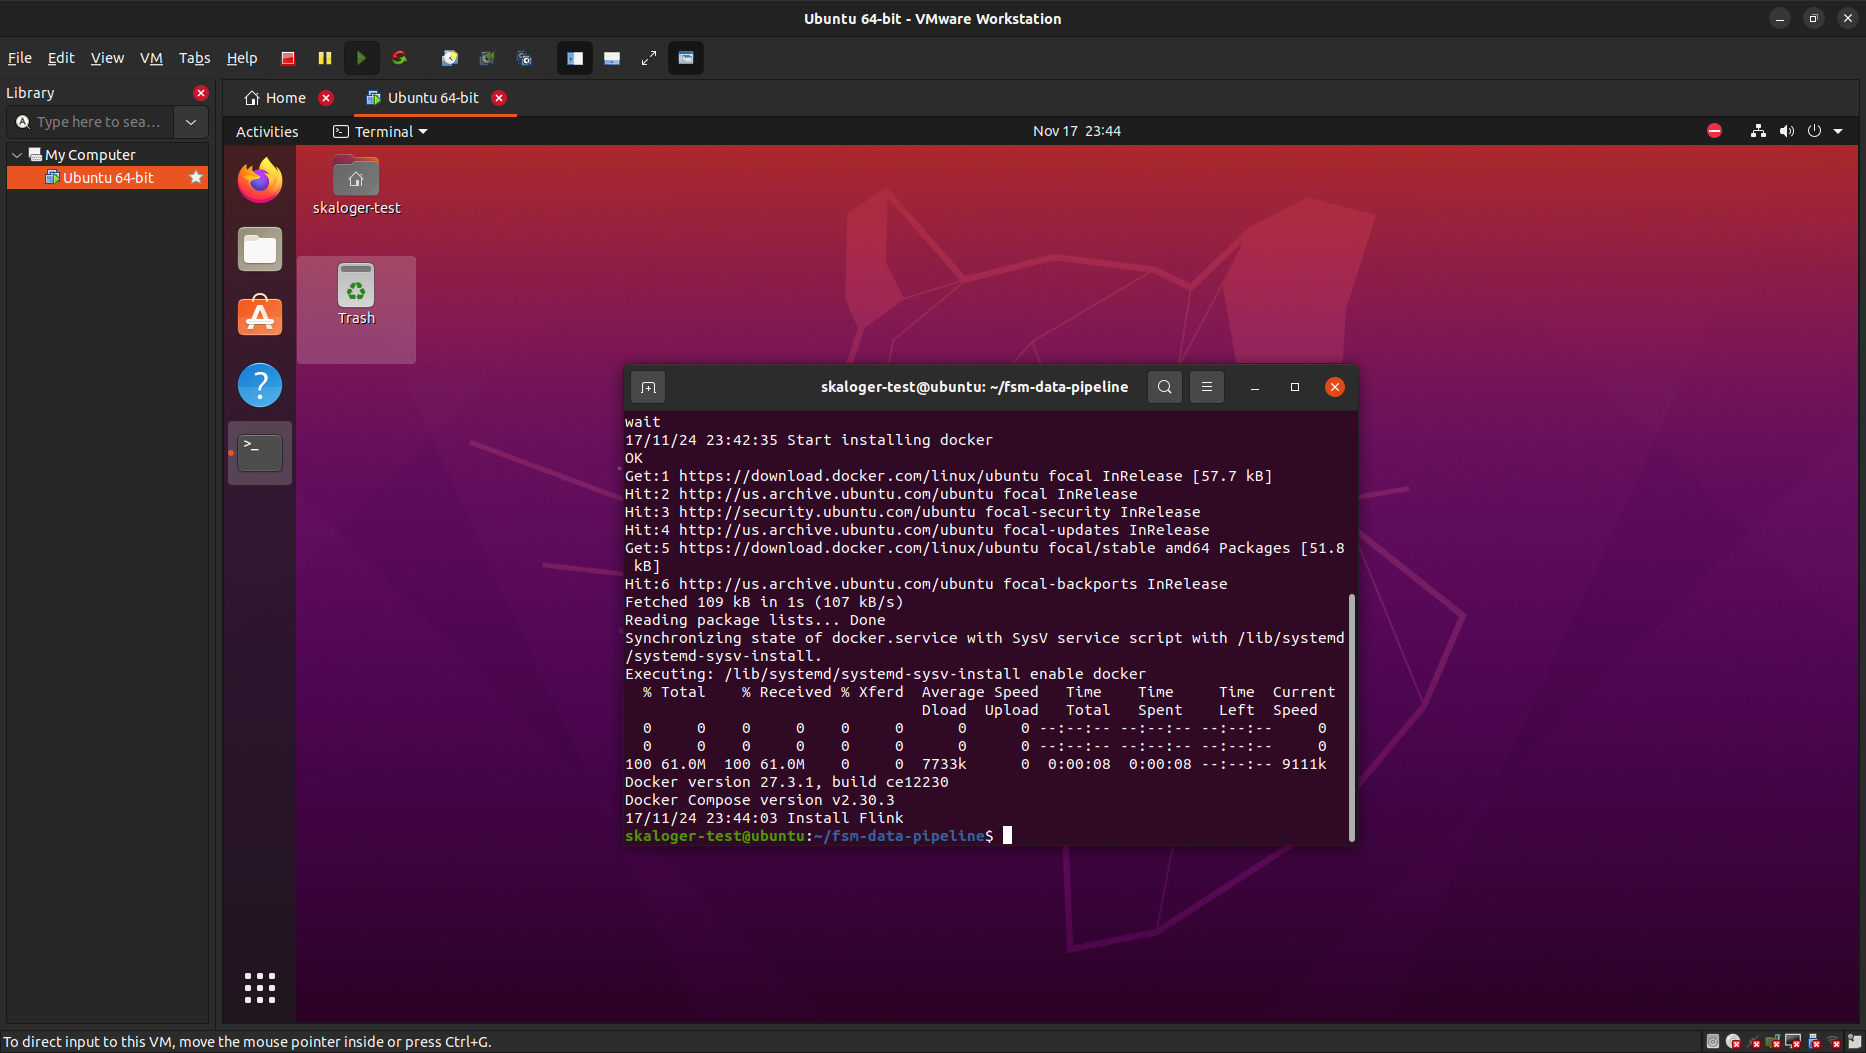 Ubuntu 64-bit - VMware Workstation
File Edit View VM Tabs Help
Library
Type here to sea...
My Computer
Ubuntu 64-bit
Home
Ubuntu 64-bit
Activities
Terminal
Nov 17 23:44
skaloger-test
Trash
skaloger-test@ubuntu: ~/fsm-data-pipeline
wait
17/11/24 23:42:35 Start installing docker
OK
Get:1 https://download.docker.com/linux/ubuntu focal InRelease [57.7 kB]
Hit:2 http://us.archive.ubuntu.com/ubuntu focal InRelease
Hit:3 http://security.ubuntu.com/ubuntu focal-security InRelease
Hit:4 http://us.archive.ubuntu.com/ubuntu focal-updates InRelease
Get:5 https://download.docker.com/linux/ubuntu focal/stable amd64 Packages [51.8
 kB]
Hit:6 http://us.archive.ubuntu.com/ubuntu focal-backports InRelease
Fetched 109 kB in 1s (107 kB/s)
Reading package lists... Done
Synchronizing state of docker.service with SysV service script with /lib/systemd
/systemd-sysv-install.
Executing: /lib/systemd/systemd-sysv-install enable docker
  % Total    % Received % Xferd  Average Speed   Time    Time     Time  Current
                                 Dload  Upload   Total   Spent    Left  Speed
  0     0    0     0    0     0      0      0 --:--:-- --:--:-- --:--:--     0
  0     0    0     0    0     0      0      0 --:--:-- --:--:-- --:--:--     0
100 61.0M  100 61.0M    0     0  7733k      0  0:00:08  0:00:08 --:--:-- 9111k
Docker version 27.3.1, build ce12230
Docker Compose version v2.30.3
17/11/24 23:44:03 Install Flink
skaloger-test@ubuntu:~/fsm-data-pipeline$
To direct input to this VM, move the mouse pointer inside or press Ctrl+G.